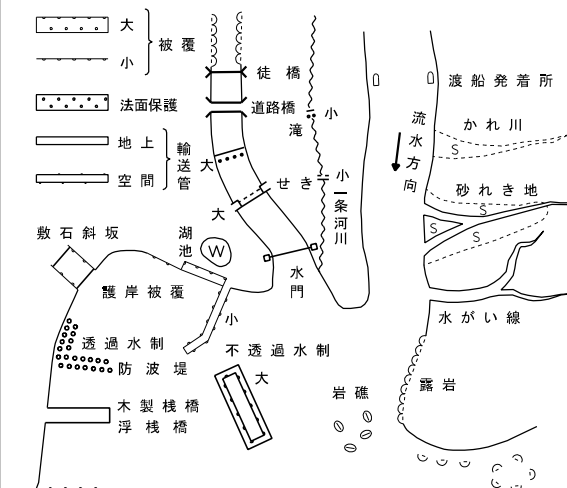 大
被覆
小
法面保護
地上
輸送管
空間
徒橋
道路橋
大
小
滝
せき
小
大
一条河川
渡船発着所
流水方向
かれ川
S
砂れき地
S
S
S
敷石斜坂
湖池
W
護岸被覆
水門
小
水がい線
透過水制
不透過水制
防波堤
大
岩礁
露岩
木製桟橋
浮桟橋